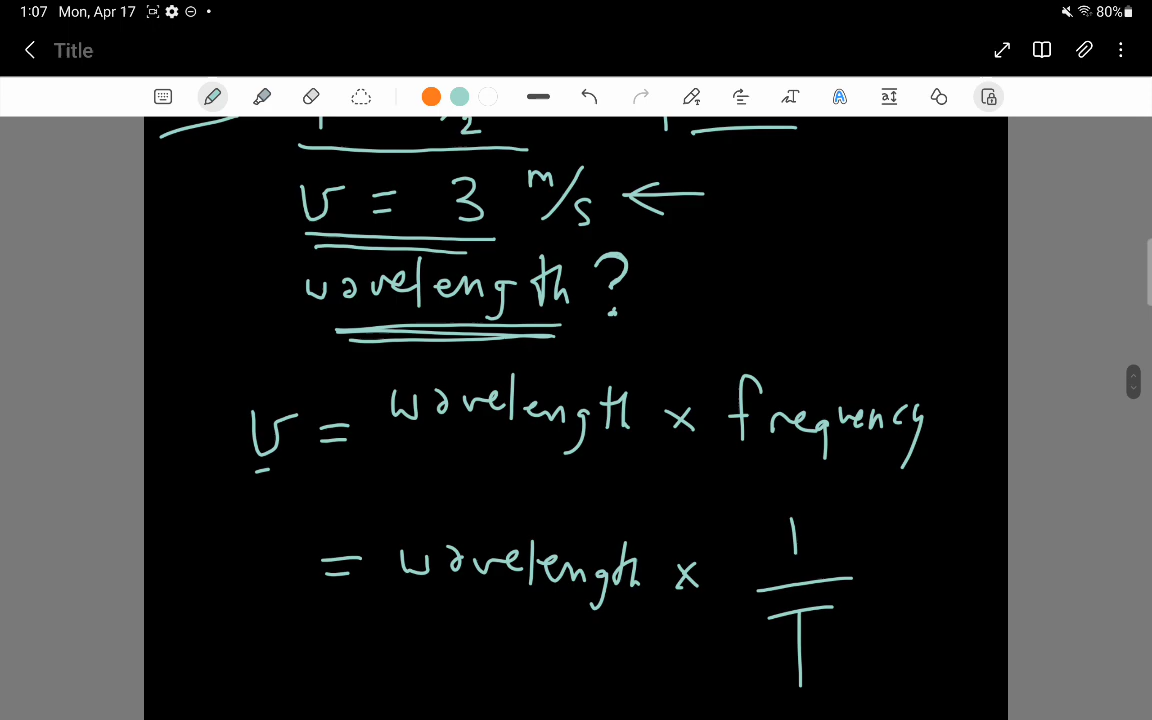 1:07 Mon, Apr 17
80%
Title
v = 3 m/s ←
wavelength ?
v = wavelength x frequency
= wavelength x 1/T